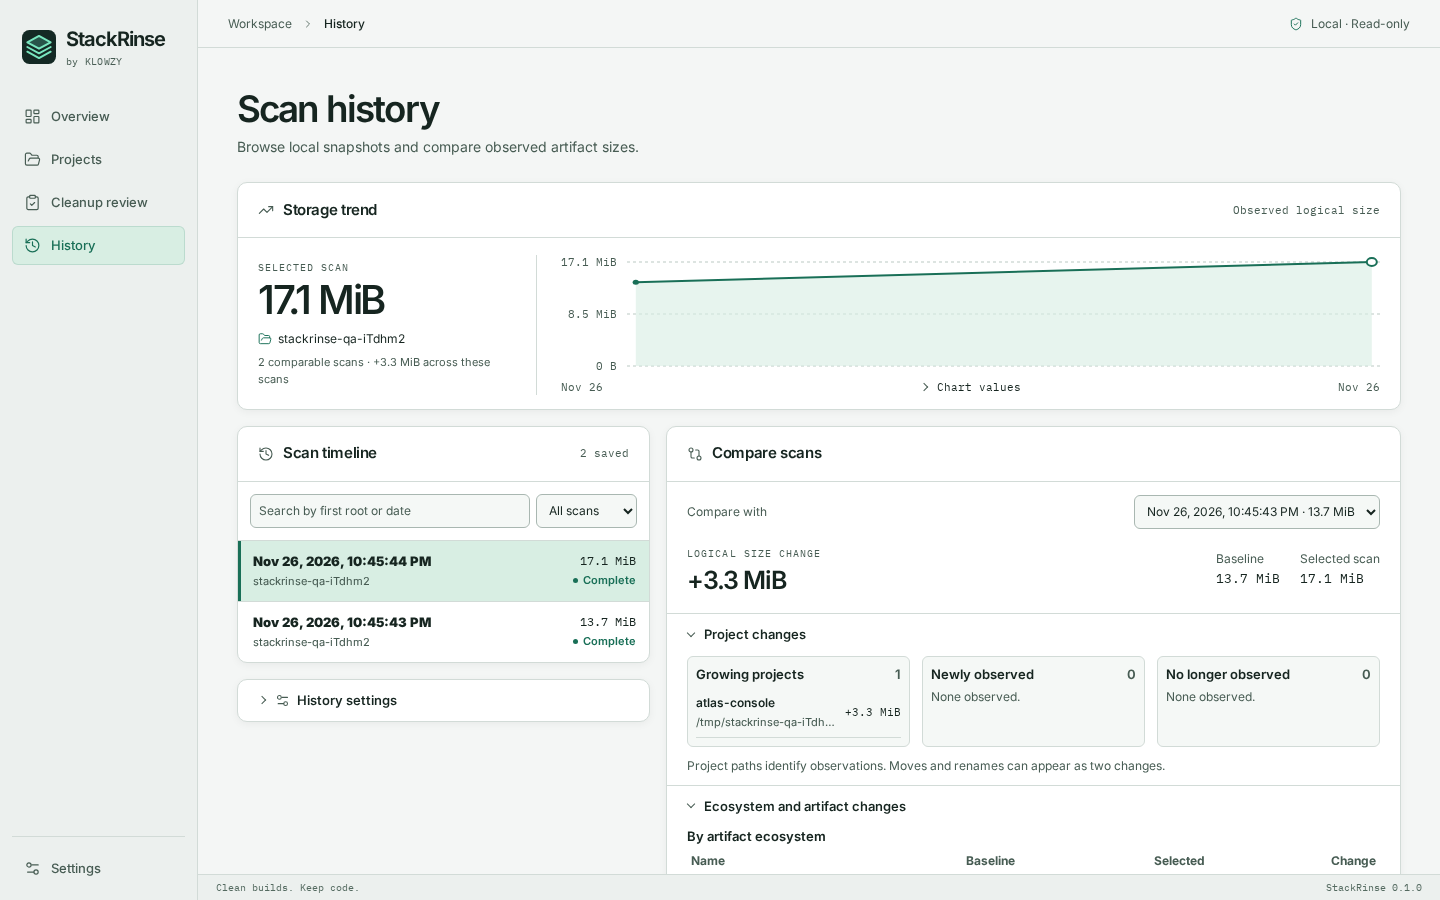 StackRinse
by KLOWZY
Overview
Projects
Cleanup review
History
Settings
Workspace
History
Local · Read-only
Scan history
Browse local snapshots and compare observed artifact sizes.
Storage trend
Observed logical size
SELECTED SCAN
17.1 MiB
stackrinse-qa-iTdhm2
2 comparable scans · +3.3 MiB across these
scans
17.1 MiB
8.5 MiB
0 B
Nov 26
Chart values
Nov 26
Scan timeline
2 saved
Search by first root or date
All scans
Nov 26, 2026, 10:45:44 PM
17.1 MiB
stackrinse-qa-iTdhm2
Complete
Nov 26, 2026, 10:45:43 PM
13.7 MiB
stackrinse-qa-iTdhm2
Complete
History settings
Compare scans
Compare with
Nov 26, 2026, 10:45:43 PM · 13.7 MiB
LOGICAL SIZE CHANGE
+3.3 MiB
Baseline
13.7 MiB
Selected scan
17.1 MiB
Project changes
Growing projects
1
atlas-console
/tmp/stackrinse-qa-iTdh...
+3.3 MiB
Newly observed
0
None observed.
No longer observed
0
None observed.
Project paths identify observations. Moves and renames can appear as two changes.
Ecosystem and artifact changes
By artifact ecosystem
Name
Baseline
Selected
Change
Clean builds. Keep code.
StackRinse 0.1.0